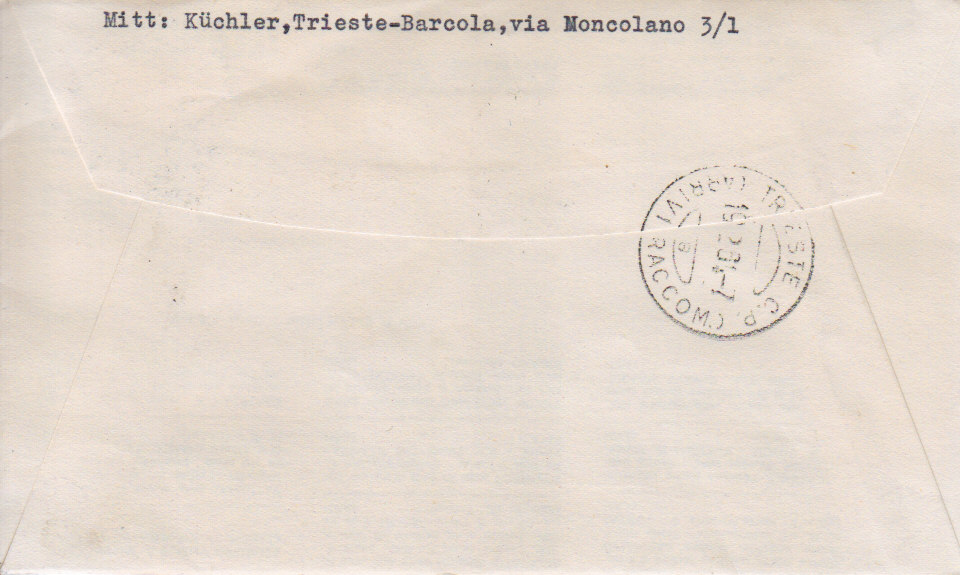 Mitt: Küchler,Trieste-Barcola,via Moncolano 3/1
TRIESTE C.P. (ARRIVI RACCOM.)